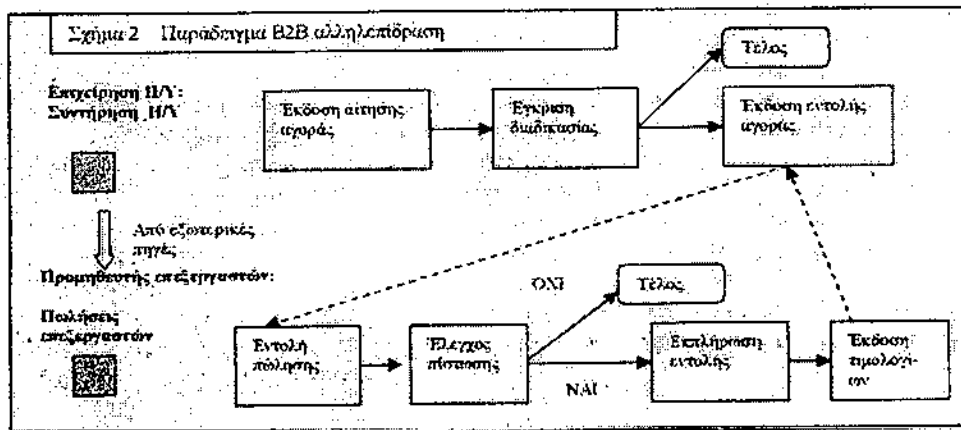 Σχήμα 2 Παράδειγμα B2B αλληλεπίδραση
Τέλος
Επιχείρηση Η/Υ:
Συντήρηση Η/Υ
Έκδοση αίτησης
αγοράς
Έγκριση
διαδικασίας
Έκδοση εντολής
αγοράς
Από εξωτερικές
πηγές
Προμηθευτής επεξεργαστών:
ΟΧΙ
Τέλος
Πωλήσεις
επεξεργαστών
Εντολή
πώλησης
Έλεγχος
πίστωσης
ΝΑΙ
Εκπλήρωση
εντολής
Έκδοση
τιμολογί-
ων